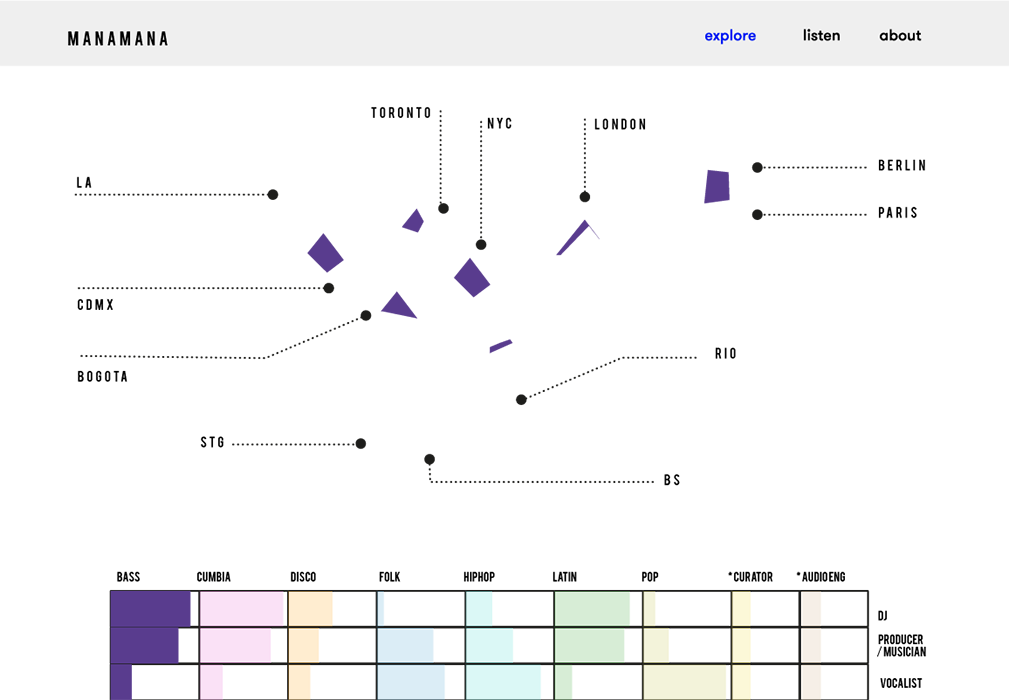 MANAMANA
explore
listen
about
TORONTO
NYC
LONDON
BERLIN
LA
PARIS
CDMX
RIO
BOGOTA
STG
BS
BASS
CUMBIA
DISCO
FOLK
HIPHOP
LATIN
POP
*CURATOR
*AUDIOENG
DJ
PRODUCER
/ MUSICIAN
VOCALIST